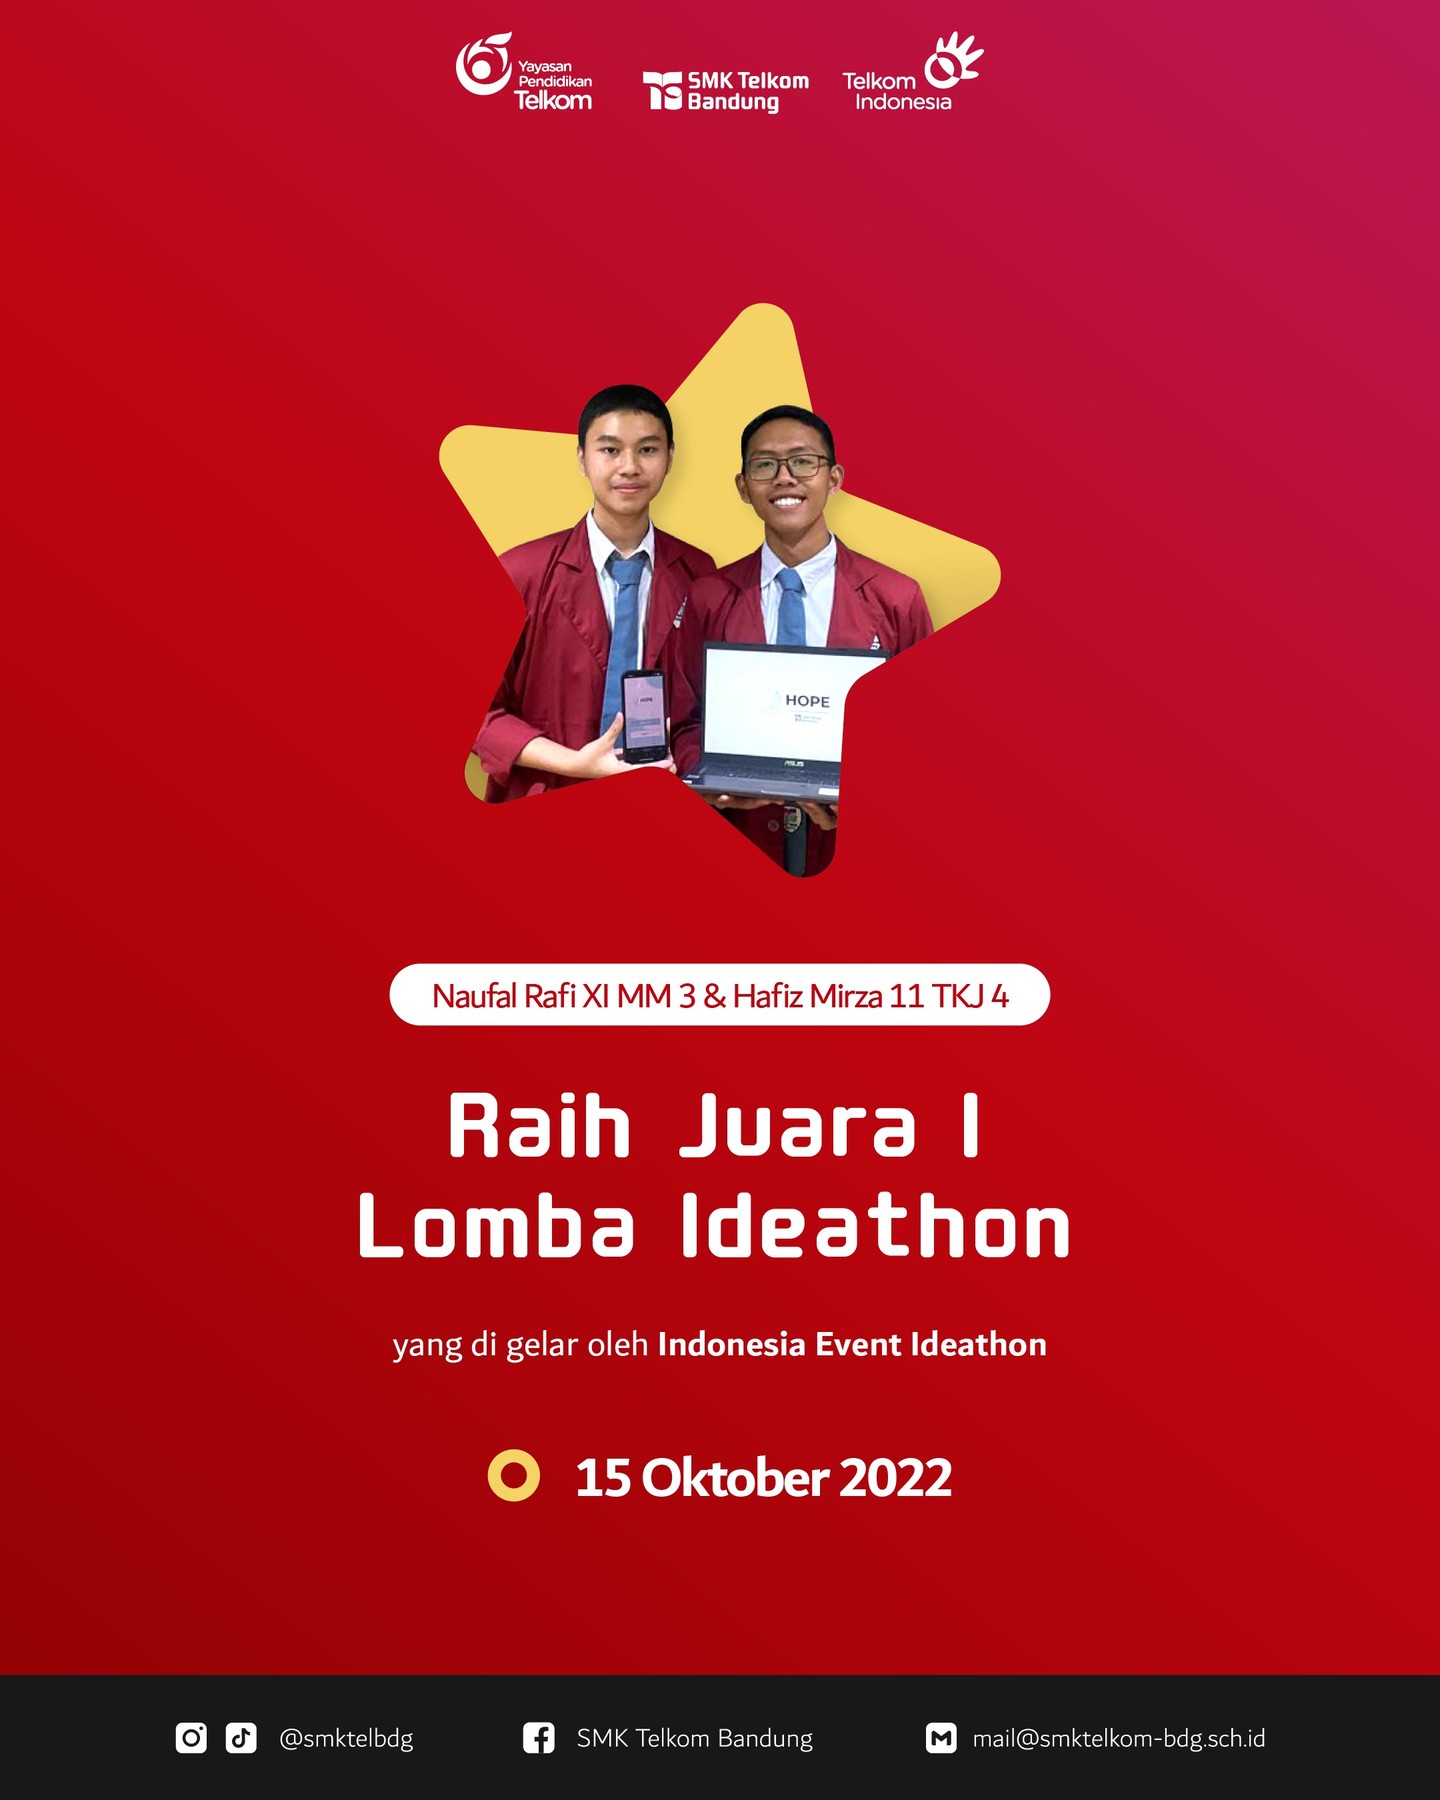 Yayasan
Pendidikan
Telkom
SMK Telkom
Bandung
Telkom
Indonesia
HOPE
HOPE
ASUS
Naufal Rafi XI MM 3 & Hafiz Mirza 11 TKJ 4
Raih Juara I
Lomba Ideathon
yang di gelar oleh Indonesia Event Ideathon
15 Oktober 2022
@smktelbdg
SMK Telkom Bandung
mail@smktelkom-bdg.sch.id